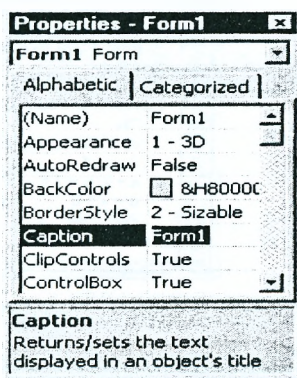 Properties - Form1
Form1 Form
Alphabetic Categorized
(Name) Form1
Appearance 1 - 3D
AutoRedraw False
BackColor &H80000
BorderStyle 2 - Sizable
Caption Form1
ClipControls True
ControlBox True
Caption
Returns/sets the text
displayed in an object's title